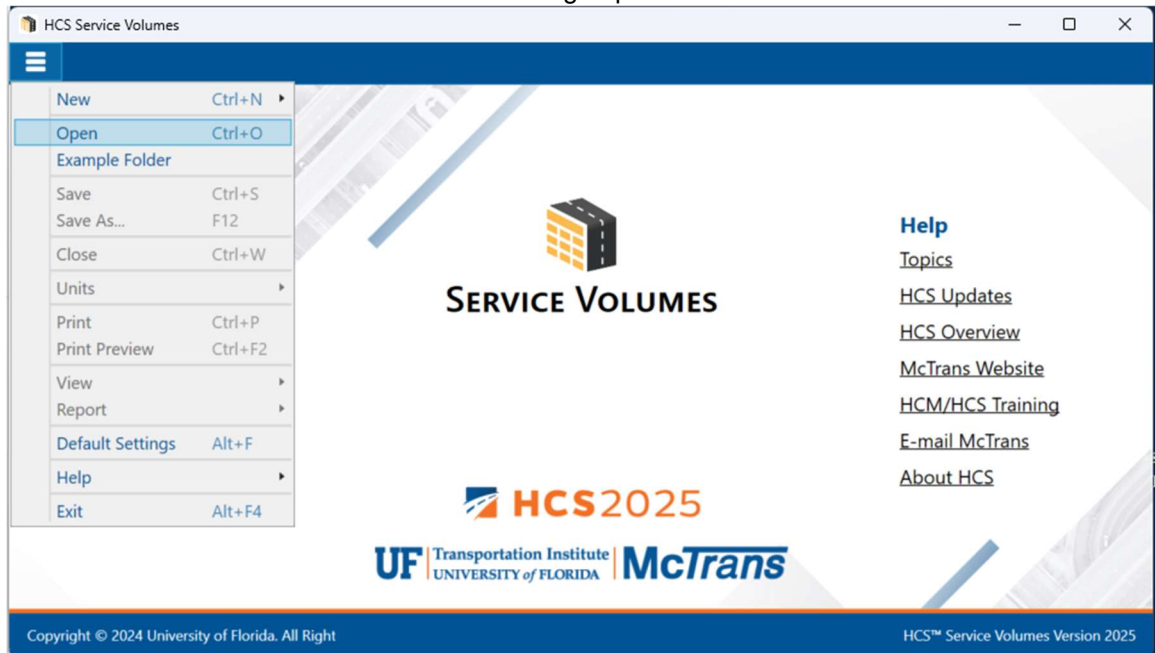 HCS Service Volumes
New Ctrl+N
Open Ctrl+O
Example Folder
Save Ctrl+S
Save As... F12
Close Ctrl+W
Units
Print Ctrl+P
Print Preview Ctrl+F2
View
Report
Default Settings Alt+F
Help
Exit Alt+F4
SERVICE VOLUMES
HCS2025
UF Transportation Institute McTrans
UNIVERSITY of FLORIDA
Help
Topics
HCS Updates
HCS Overview
McTrans Website
HCM/HCS Training
E-mail McTrans
About HCS
Copyright © 2024 University of Florida. All Right
HCS™ Service Volumes Version 2025